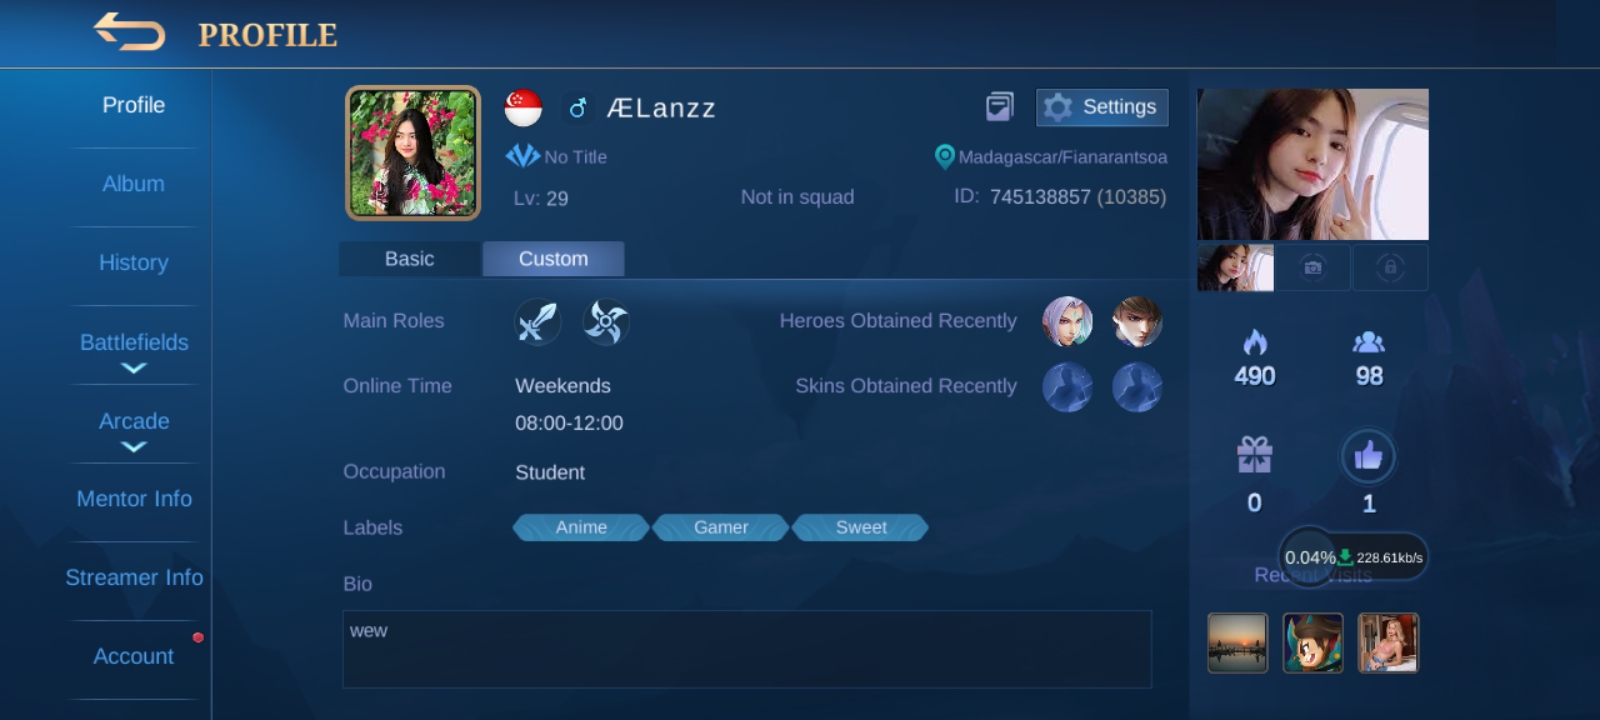 PROFILE
Profile
Album
History
Battlefields
Arcade
Mentor Info
Streamer Info
Account
ÆLanzz
Settings
No Title
Madagascar/Fianarantsoa
Lv: 29
Not in squad
ID: 745138857 (10385)
Basic
Custom
Main Roles
Heroes Obtained Recently
Online Time
Weekends
08:00-12:00
Skins Obtained Recently
Occupation
Student
Labels
Anime
Gamer
Sweet
Bio
wew
490
98
0
1
0.04%
228.61kb/s
Recent Visits